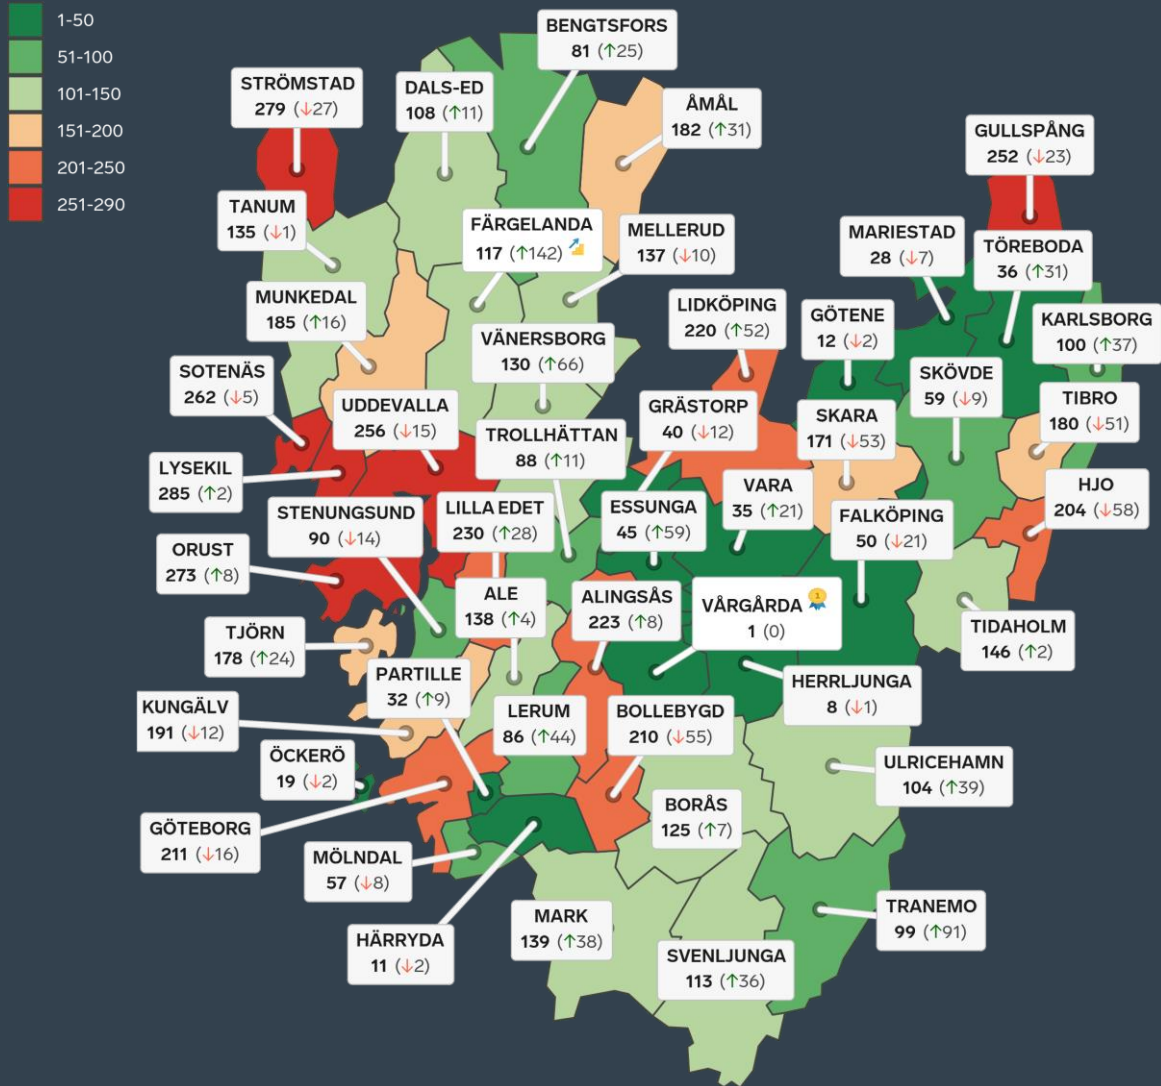 1-50
51-100
101-150
151-200
201-250
251-290
BENGTSFORS
81 (↑25)
STRÖMSTAD
279 (↓27)
DALS-ED
108 (↑11)
ÅMÅL
182 (↑31)
GULLSPÅNG
252 (↓23)
TANUM
135 (↓1)
FÄRGELANDA
117 (↑142)
MELLERUD
137 (↓10)
MARIESTAD
28 (↓7)
TÖREBODA
36 (↑31)
MUNKEDAL
185 (↑16)
LIDKÖPING
220 (↑52)
GÖTENE
12 (↓2)
KARLSBORG
100 (↑37)
VÄNERSBORG
130 (↑66)
SOTENÄS
262 (↓5)
SKÖVDE
59 (↓9)
UDDEVALLA
256 (↓15)
GRÄSTORP
40 (↓12)
SKARA
171 (↓53)
TIBRO
180 (↓51)
TROLLHÄTTAN
88 (↑11)
LYSEKIL
285 (↑2)
VARA
35 (↑21)
HJO
204 (↓58)
STENUNGSUND
90 (↓14)
LILLA EDET
230 (↑28)
ESSUNGA
45 (↑59)
FALKÖPING
50 (↓21)
ORUST
273 (↑8)
ALE
138 (↑4)
ALINGSÅS
223 (↑8)
VÅRGÅRDA
1
1 (0)
TJÖRN
178 (↑24)
TIDAHOLM
146 (↑2)
PARTILLE
32 (↑9)
HERRLJUNGA
8 (↓1)
KUNGÄLV
191 (↓12)
LERUM
86 (↑44)
BOLLEBYGD
210 (↓55)
ÖCKERÖ
19 (↓2)
ULRICEHAMN
104 (↑39)
BORÅS
125 (↑7)
GÖTEBORG
211 (↓16)
MÖLNDAL
57 (↓8)
TRANEMO
99 (↑91)
MARK
139 (↑38)
HÄRRYDA
11 (↓2)
SVENLJUNGA
113 (↑36)